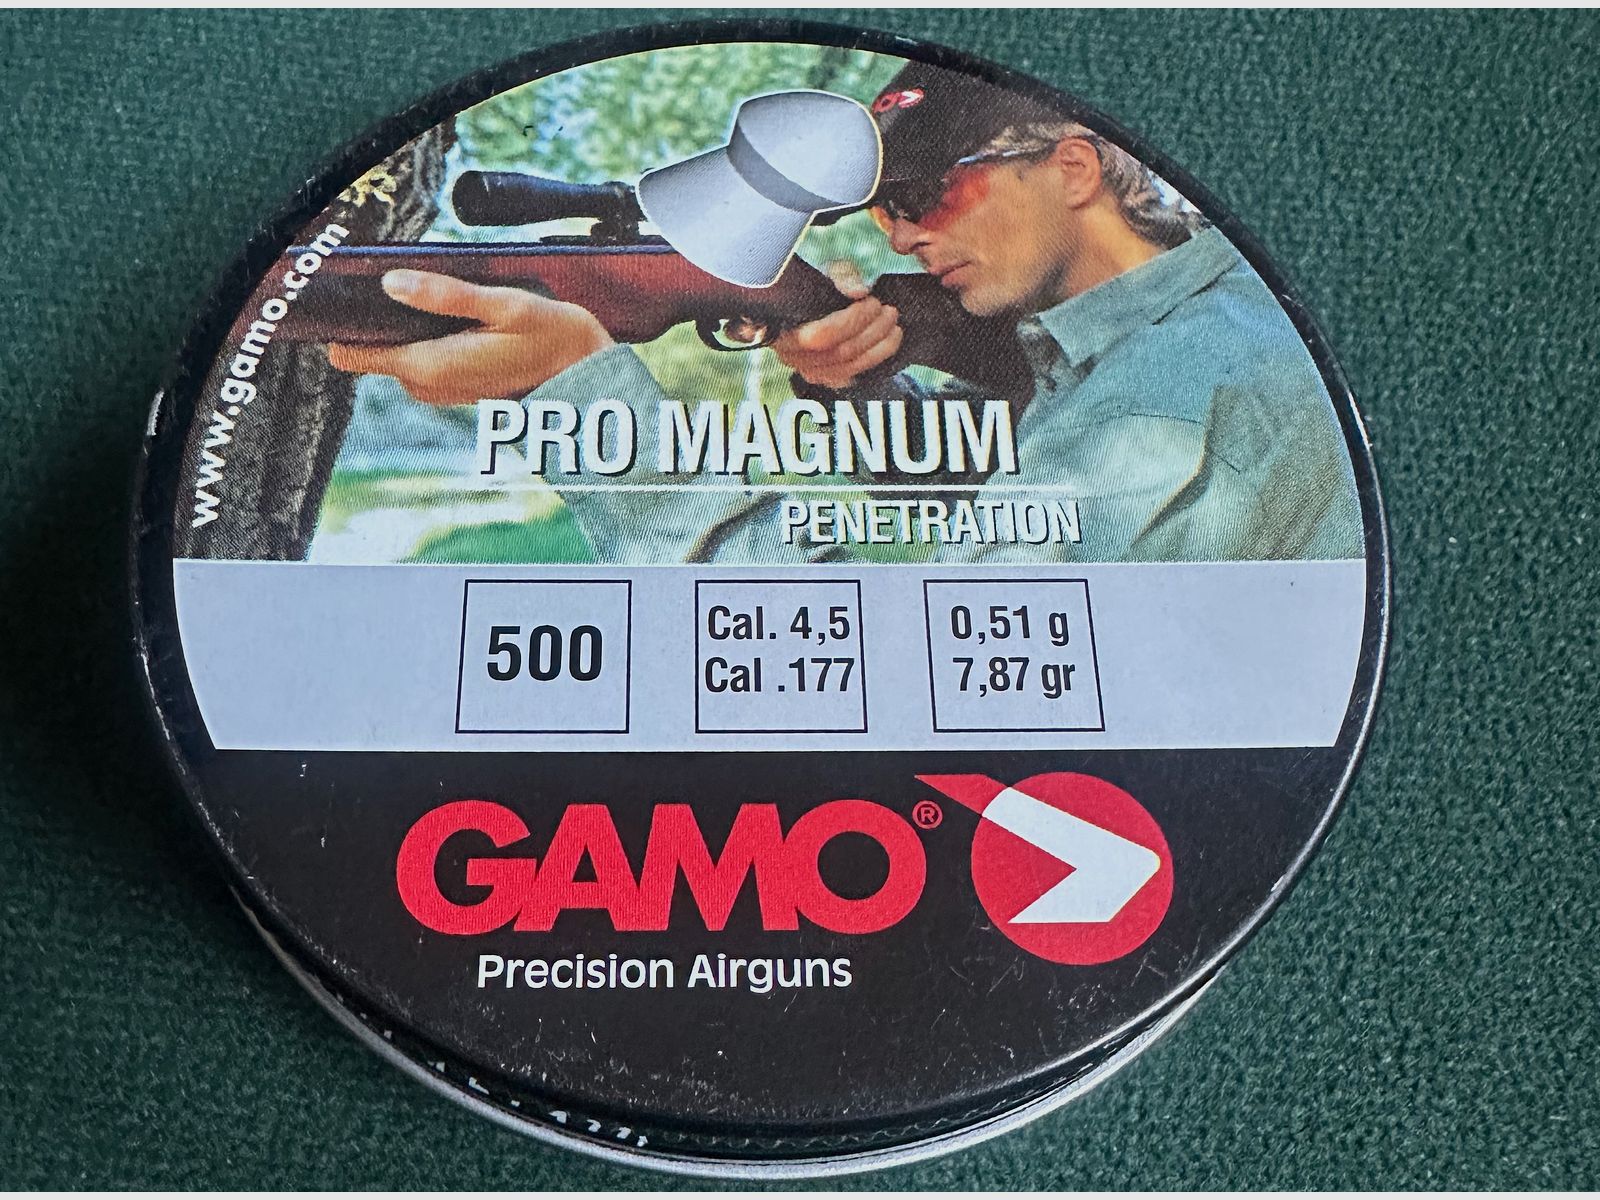 www.gamo.com
PRO MAGNUM
PENETRATION
500
Cal. 4,5
Cal .177
0,51 g
7,87 gr
GAMO®
Precision Airguns